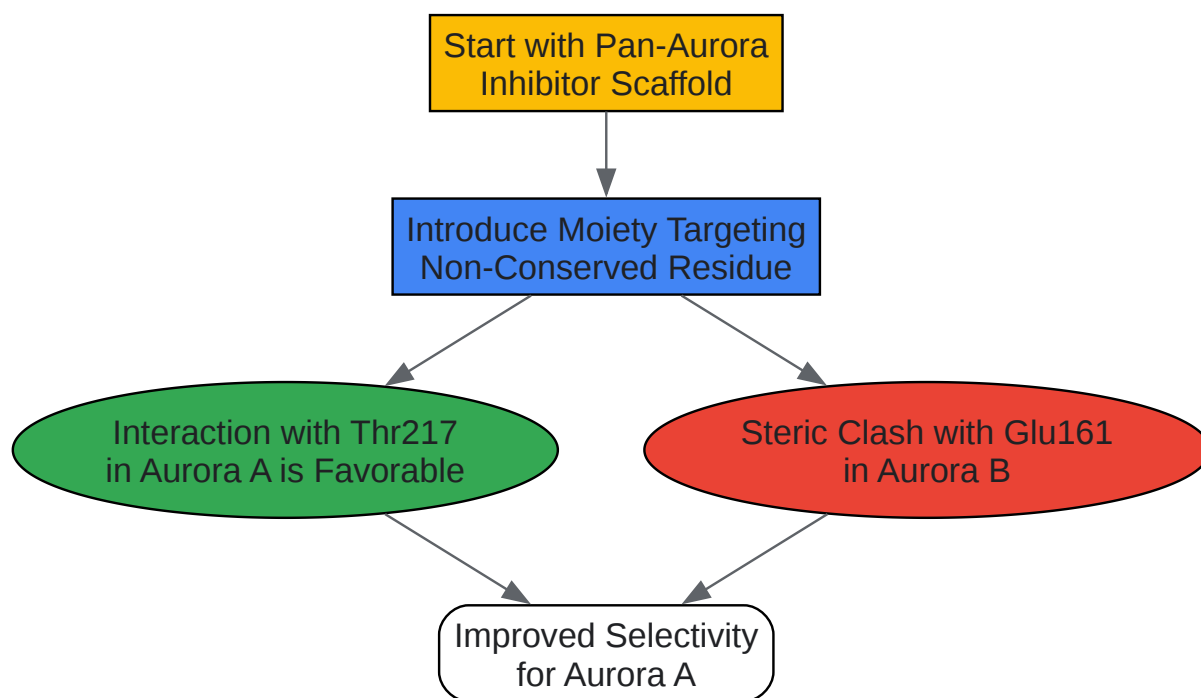 Start with Pan-Aurora
Inhibitor Scaffold
Introduce Moiety Targeting
Non-Conserved Residue
Interaction with Thr217
in Aurora A is Favorable
Steric Clash with Glu161
in Aurora B
Improved Selectivity
for Aurora A